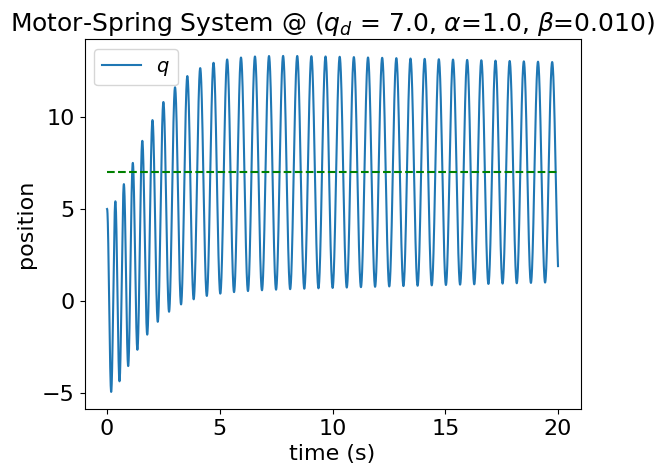 Motor-Spring System @ (q_d = 7.0, α=1.0, β=0.010)
q
10
5
0
−5
position
0 5 10 15 20
time (s)